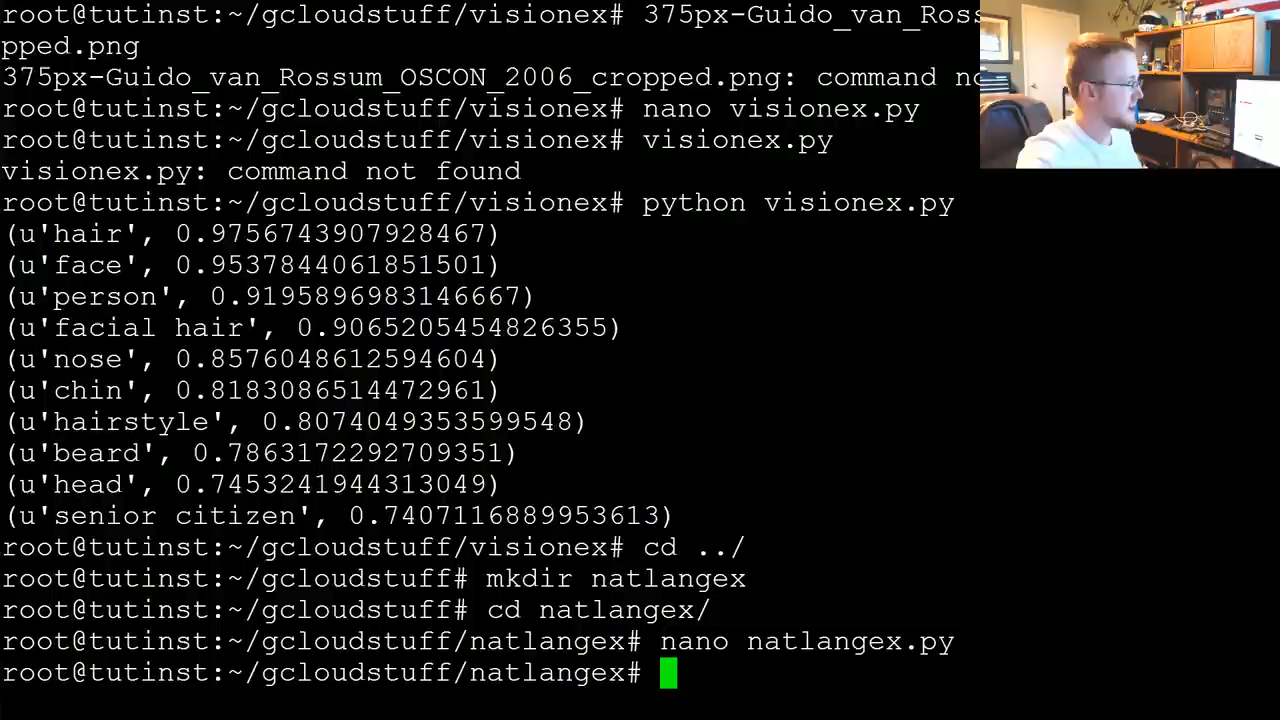 root@tutinst:~/gcloudstuff/visionex# 375px-Guido_van_Ross
pped.png
375px-Guido_van_Rossum_OSCON_2006_cropped.png: command no
root@tutinst:~/gcloudstuff/visionex# nano visionex.py
root@tutinst:~/gcloudstuff/visionex# visionex.py
visionex.py: command not found
root@tutinst:~/gcloudstuff/visionex# python visionex.py
(u'hair', 0.9756743907928467)
(u'face', 0.9537844061851501)
(u'person', 0.9195896983146667)
(u'facial hair', 0.9065205454826355)
(u'nose', 0.8576048612594604)
(u'chin', 0.8183086514472961)
(u'hairstyle', 0.8074049353599548)
(u'beard', 0.7863172292709351)
(u'head', 0.7453241944313049)
(u'senior citizen', 0.7407116889953613)
root@tutinst:~/gcloudstuff/visionex# cd ../
root@tutinst:~/gcloudstuff# mkdir natlangex
root@tutinst:~/gcloudstuff# cd natlangex/
root@tutinst:~/gcloudstuff/natlangex# nano natlangex.py
root@tutinst:~/gcloudstuff/natlangex#